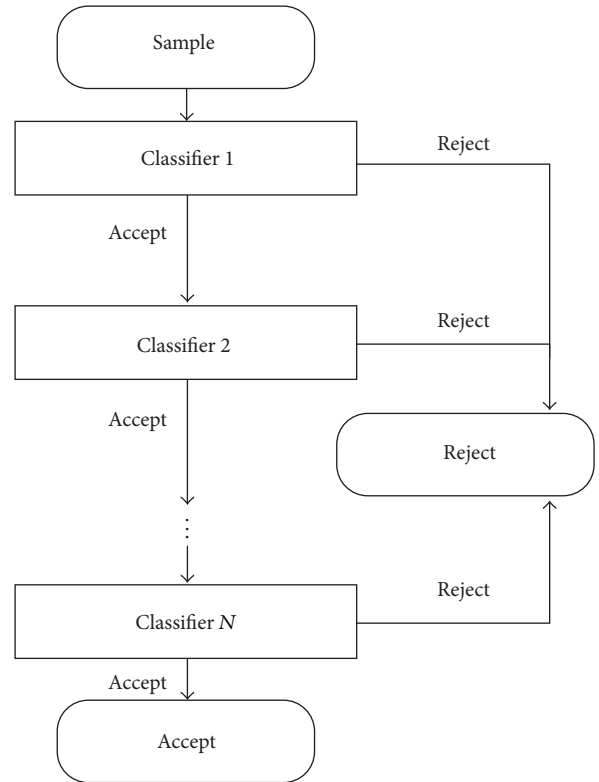 Sample
Classifier 1
Reject
Accept
Classifier 2
Reject
Accept
Reject
⋮
Classifier N
Reject
Accept
Accept